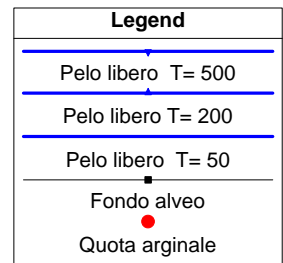 Legend
Pelo libero  T= 500
Pelo libero T= 200
Pelo libero  T= 50
Fondo alveo
Quota arginale